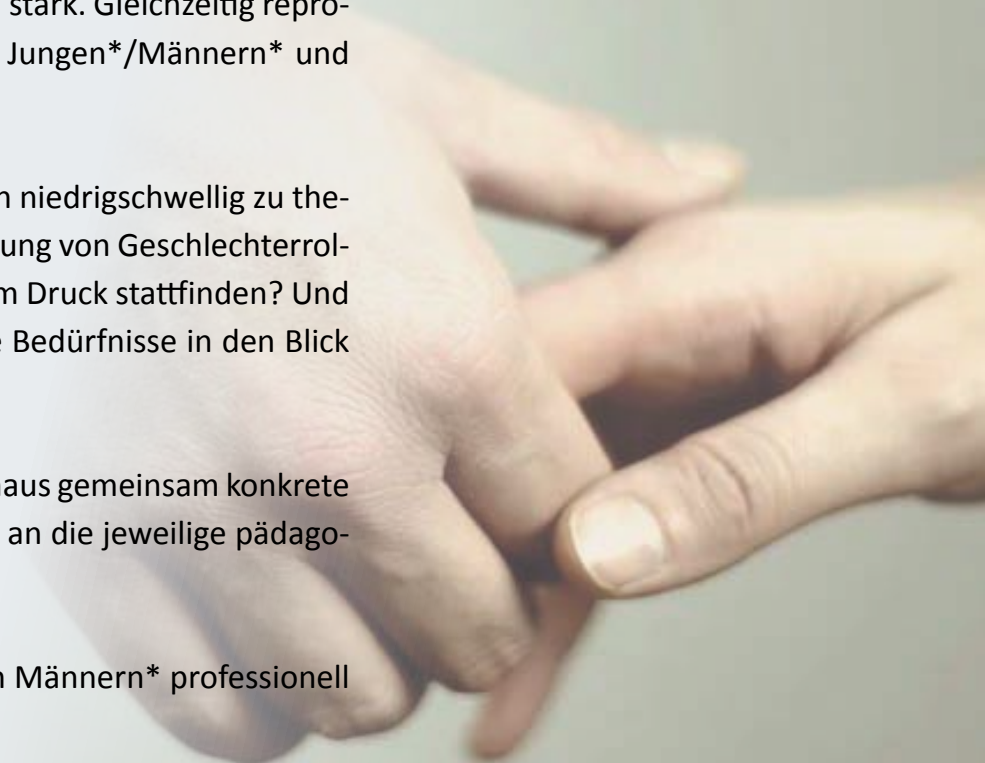 stark. Gleichzeitig repro-
Jungen*/Männern* und
niedrigschwellig zu the-
ung von Geschlechterrol-
m Druck stattfinden? Und
Bedürfnisse in den Blick
aus gemeinsam konkrete
an die jeweilige pädago-
Männern* professionell